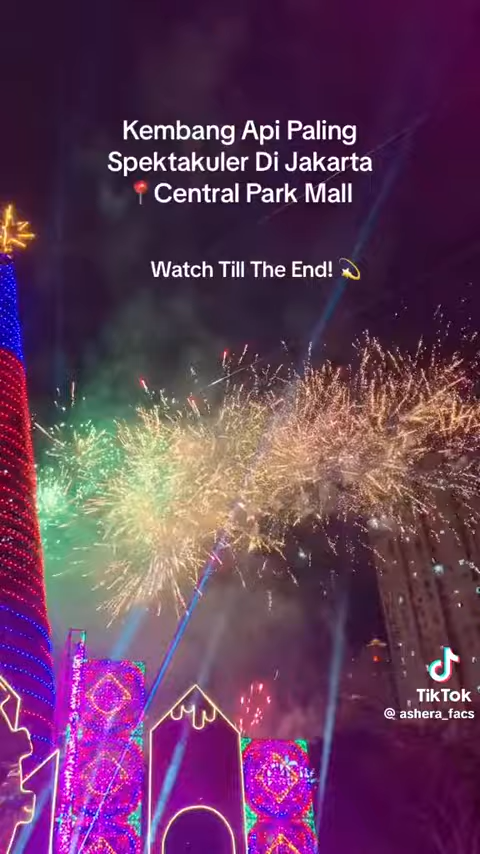 Kembang Api Paling
Spektakuler Di Jakarta
📍Central Park Mall
Watch Till The End! 💫
TikTok
@ ashera_facs